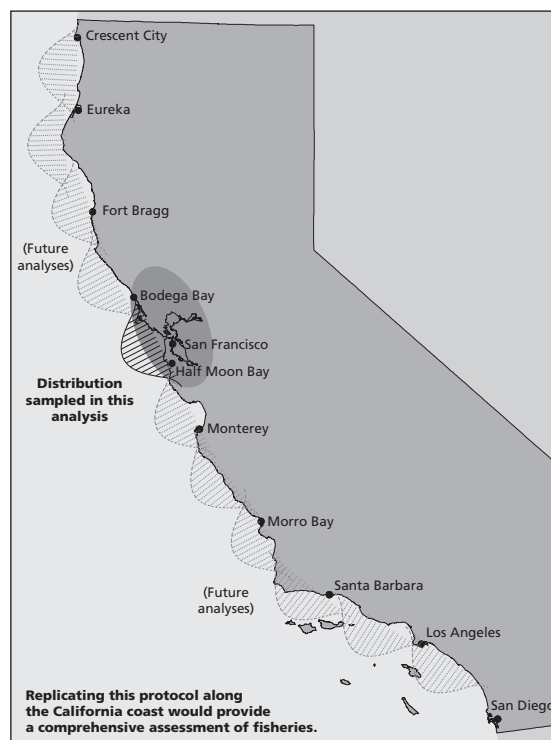 Crescent City
Eureka
Fort Bragg
(Future
analyses)
Bodega Bay
San Francisco
Half Moon Bay
Distribution
sampled in this
analysis
Monterey
Morro Bay
(Future
analyses)
Santa Barbara
Los Angeles
San Diego
Replicating this protocol along
the California coast would provide
a comprehensive assessment of fisheries.